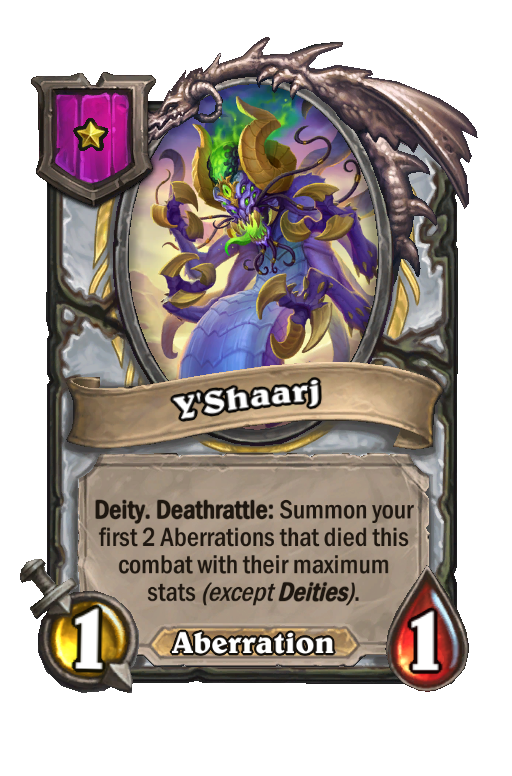 Y'Shaarj
Deity. Deathrattle: Summon your
first 2 Aberrations that died this
combat with their maximum
stats (except Deities).
1
Aberration
1